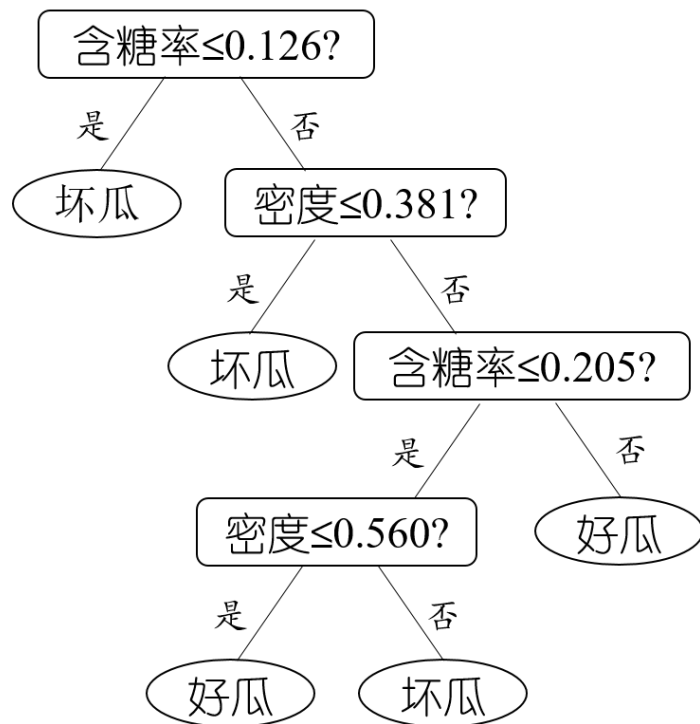 含糖率≤0.126?
是
否
坏瓜
密度≤0.381?
是
否
坏瓜
含糖率≤0.205?
是
否
密度≤0.560?
好瓜
是
否
好瓜
坏瓜